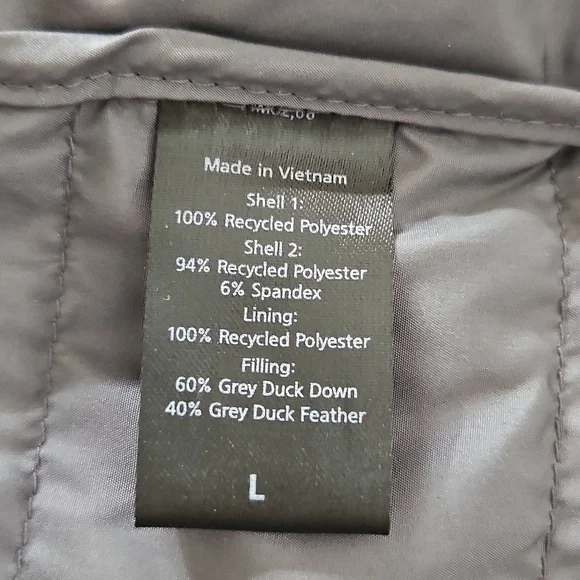 Made in Vietnam
Shell 1:
100% Recycled Polyester
Shell 2:
94% Recycled Polyester
6% Spandex
Lining:
100% Recycled Polyester
Filling:
60% Grey Duck Down
40% Grey Duck Feather
L